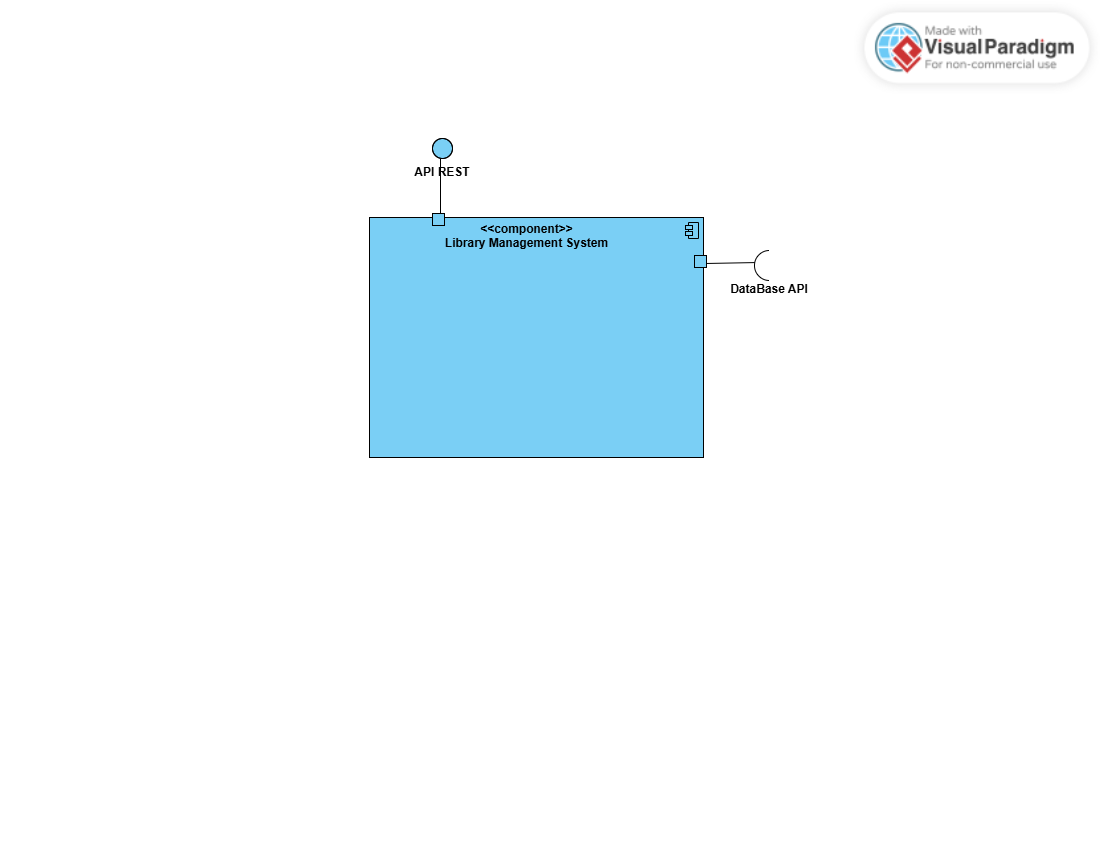 Made with
Visual Paradigm
For non-commercial use
API REST
<<component>>
Library Management System
DataBase API